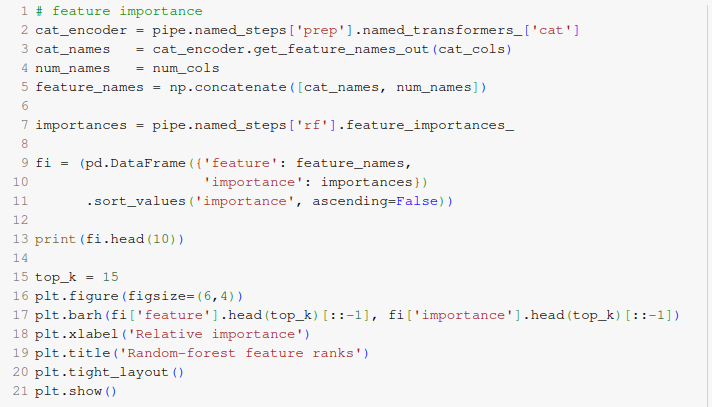 1 # feature importance
2 cat_encoder = pipe.named_steps['prep'].named_transformers_['cat']
3 cat_names   = cat_encoder.get_feature_names_out(cat_cols)
4 num_names   = num_cols
5 feature_names = np.concatenate([cat_names, num_names])
6
7 importances = pipe.named_steps['rf'].feature_importances_
8
9 fi = (pd.DataFrame({'feature': feature_names,
10                     'importance': importances})
11       .sort_values('importance', ascending=False))
12
13 print(fi.head(10))
14
15 top_k = 15
16 plt.figure(figsize=(6,4))
17 plt.barh(fi['feature'].head(top_k)[::-1], fi['importance'].head(top_k)[::-1])
18 plt.xlabel('Relative importance')
19 plt.title('Random-forest feature ranks')
20 plt.tight_layout()
21 plt.show()